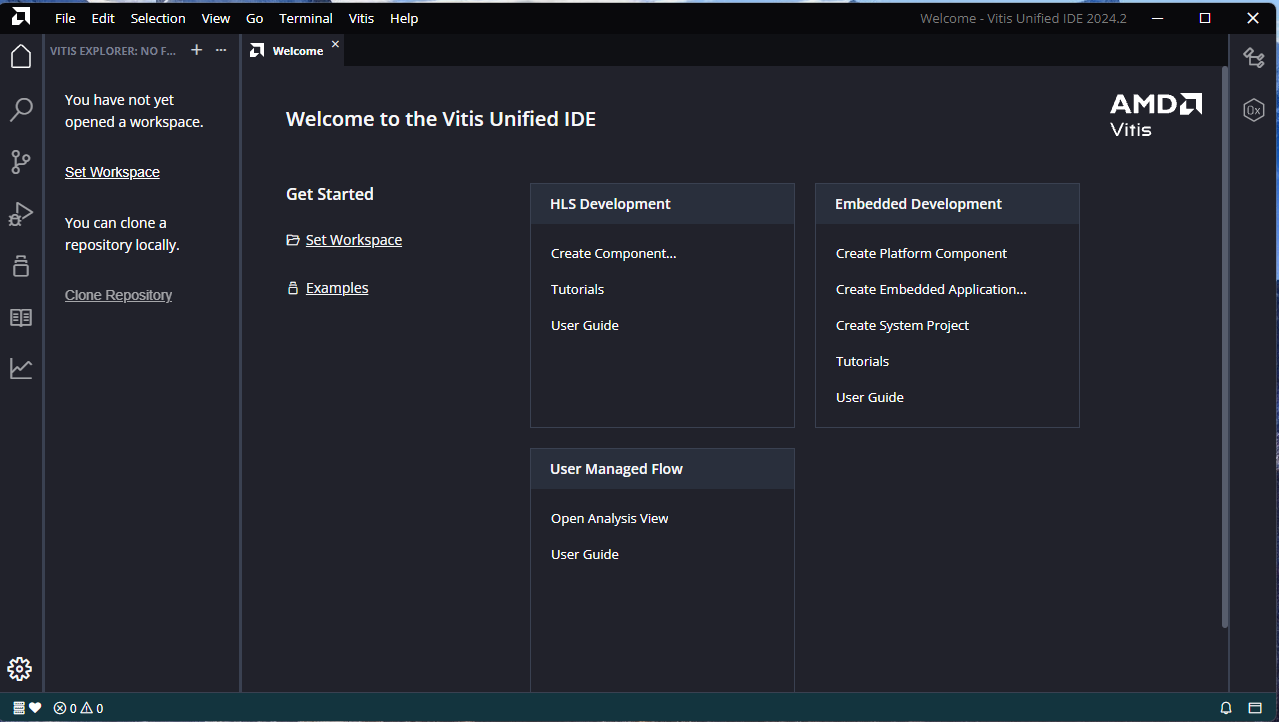 File Edit Selection View Go Terminal Vitis Help
Welcome - Vitis Unified IDE 2024.2
VITIS EXPLORER: NO F...
Welcome
You have not yet
opened a workspace.
Set Workspace
You can clone a
repository locally.
Clone Repository
Welcome to the Vitis Unified IDE
AMD
Vitis
Get Started
Set Workspace
Examples
HLS Development
Create Component...
Tutorials
User Guide
Embedded Development
Create Platform Component
Create Embedded Application...
Create System Project
Tutorials
User Guide
User Managed Flow
Open Analysis View
User Guide
0x
0 0